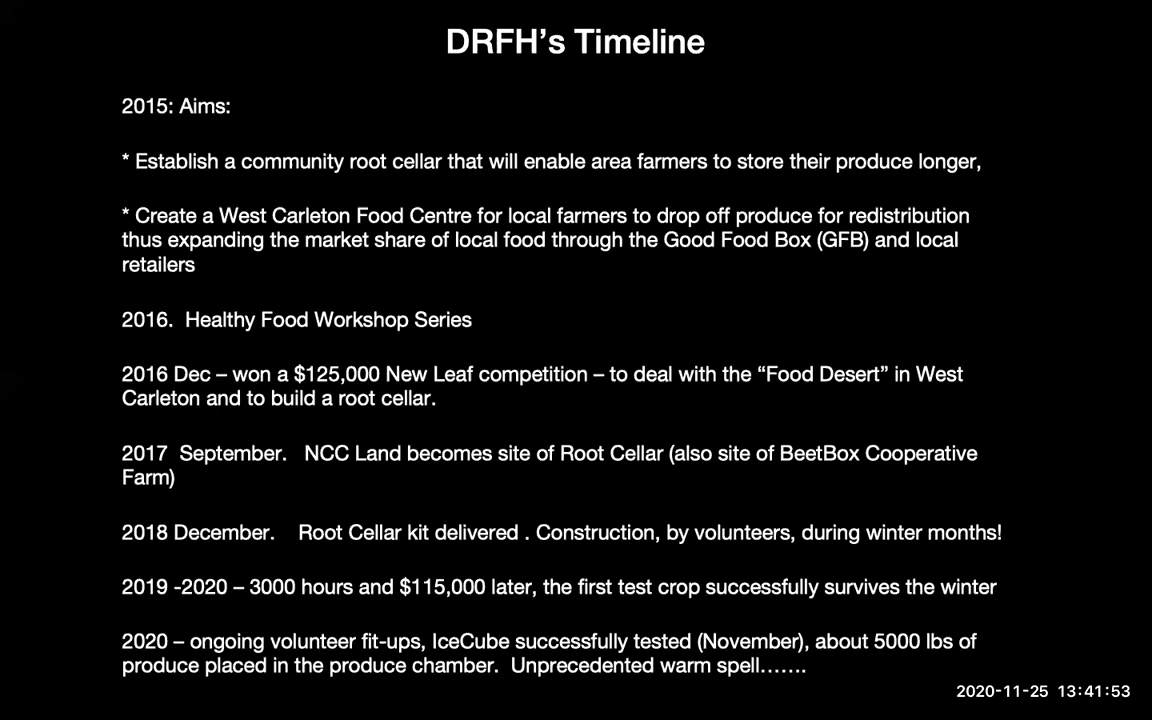 DRFH's Timeline
2015: Aims:
* Establish a community root cellar that will enable area farmers to store their produce longer,
* Create a West Carleton Food Centre for local farmers to drop off produce for redistribution
thus expanding the market share of local food through the Good Food Box (GFB) and local
retailers
2016.  Healthy Food Workshop Series
2016 Dec – won a $125,000 New Leaf competition – to deal with the “Food Desert” in West
Carleton and to build a root cellar.
2017  September.   NCC Land becomes site of Root Cellar (also site of BeetBox Cooperative
Farm)
2018 December.    Root Cellar kit delivered . Construction, by volunteers, during winter months!
2019 -2020 – 3000 hours and $115,000 later, the first test crop successfully survives the winter
2020 – ongoing volunteer fit-ups, IceCube successfully tested (November), about 5000 lbs of
produce placed in the produce chamber.  Unprecedented warm spell…….
2020-11-25 13:41:53